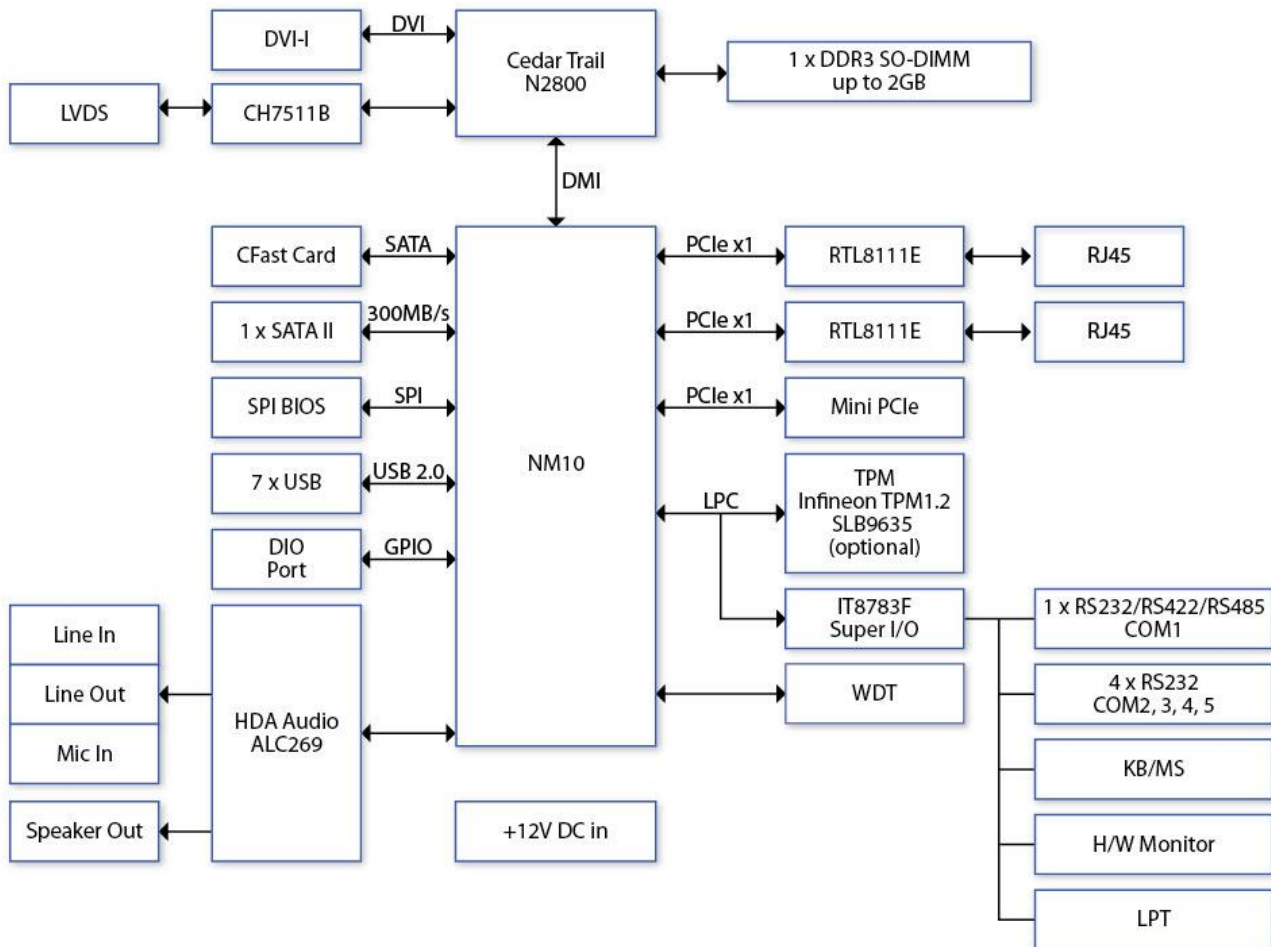 DVI-I
DVI
Cedar Trail
N2800
1 x DDR3 SO-DIMM
up to 2GB
LVDS
CH7511B
DMI
CFast Card
SATA
PCIe x1
RTL8111E
RJ45
1 x SATA II
300MB/s
PCIe x1
RTL8111E
RJ45
SPI BIOS
SPI
PCIe x1
Mini PCIe
NM10
7 x USB
USB 2.0
LPC
TPM
Infineon TPM1.2
SLB9635
(optional)
DIO
Port
GPIO
IT8783F
Super I/O
1 x RS232/RS422/RS485
COM1
Line In
Line Out
Mic In
HDA Audio
ALC269
WDT
4 x RS232
COM2, 3, 4, 5
KB/MS
Speaker Out
+12V DC in
H/W Monitor
LPT